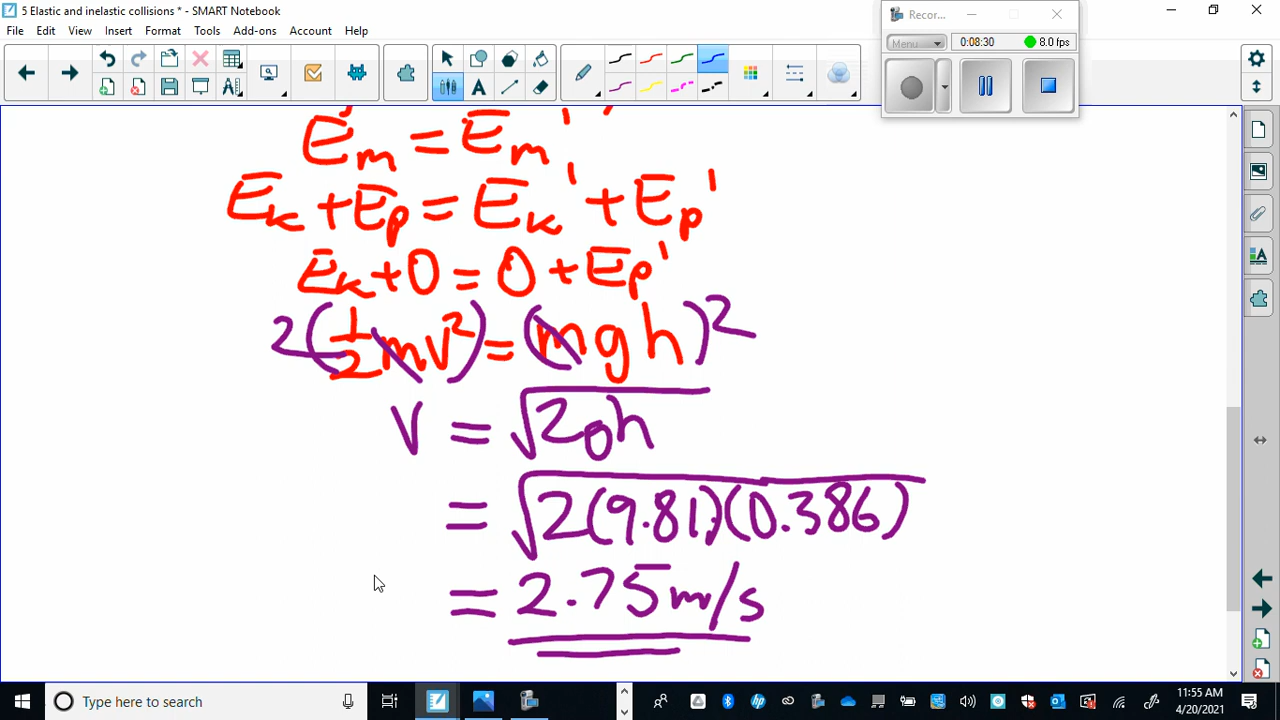 5 Elastic and inelastic collisions * - SMART Notebook
Recor...
File Edit View Insert Format Tools Add-ons Account Help
Menu
0:08:30
8.0 fps
Em = Em'
Ek + Ep = Ek' + Ep'
Ek + 0 = 0 + Ep'
2(1/2 mv²) = (mgh)2
v = √2gh
= √2(9.81)(0.386)
= 2.75 m/s
Type here to search
11:55 AM
4/20/2021